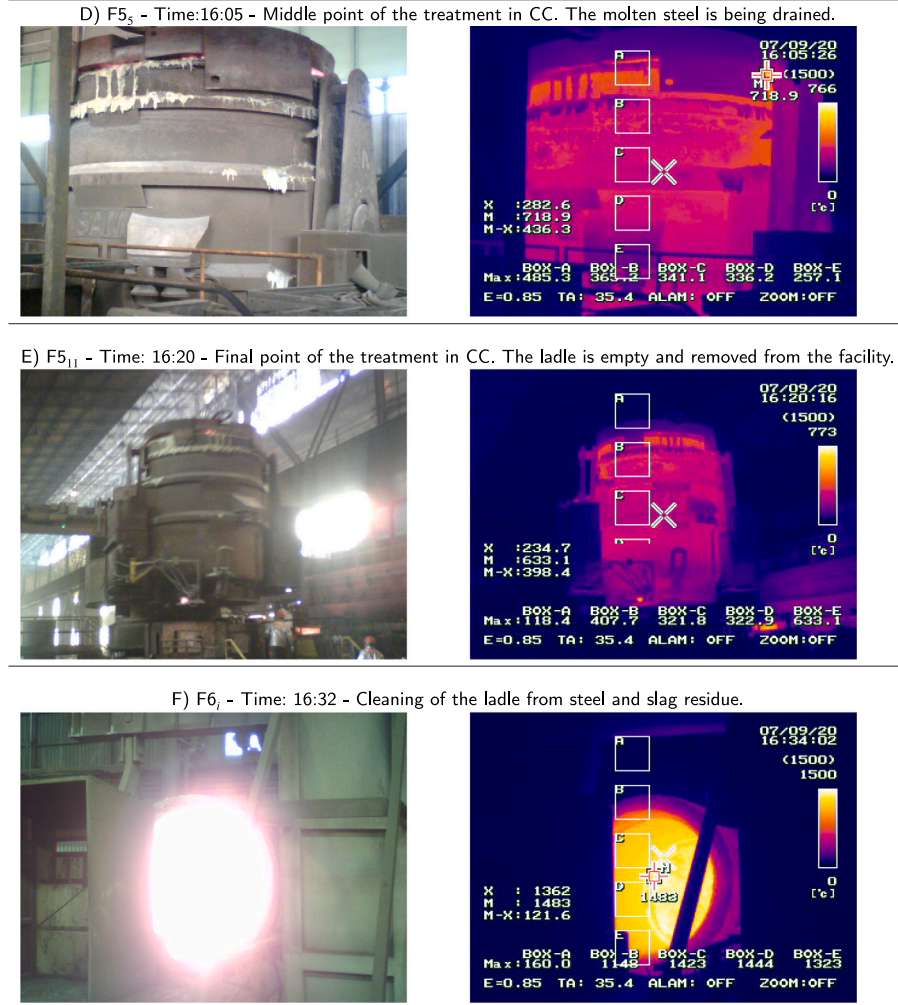 D) F5₅ - Time:16:05 - Middle point of the treatment in CC. The molten steel is being drained.
07/09/20
16:05:26
(1500)
766
A
M
718.9
B
C
D
E
0
[℃]
X :282.6
M :718.9
M-X:436.3
BOX-A BOX-B BOX-C BOX-D BOX-E
Max:485.3 365.2 341.1 336.2 257.1
E=0.85 TA: 35.4 ALAM: OFF ZOOM:OFF
E) F5₁₁ - Time: 16:20 - Final point of the treatment in CC. The ladle is empty and removed from the facility.
07/09/20
16:20:16
(1500)
773
A
B
C
D
0
[℃]
X :234.7
M :633.1
M-X:398.4
BOX-A BOX-B BOX-C BOX-D BOX-E
Max:118.4 407.7 321.8 322.9 633.1
E=0.85 TA: 35.4 ALAM: OFF ZOOM:OFF
F) F6ᵢ - Time: 16:32 - Cleaning of the ladle from steel and slag residue.
07/09/20
16:34:02
(1500)
1500
A
B
C
M
D
1483
E
0
[℃]
X : 1362
M : 1483
M-X:121.6
BOX-A BOX-B BOX-C BOX-D BOX-E
Max:160.0 1148 1423 1444 1323
E=0.85 TA: 35.4 ALAM: OFF ZOOM:OFF